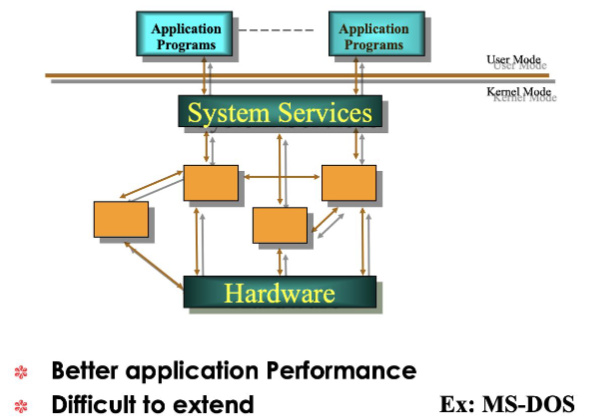 Application
Programs
Application
Programs
User Mode
Kernel Mode
System Services
Hardware
Better application Performance
Difficult to extend
Ex: MS-DOS